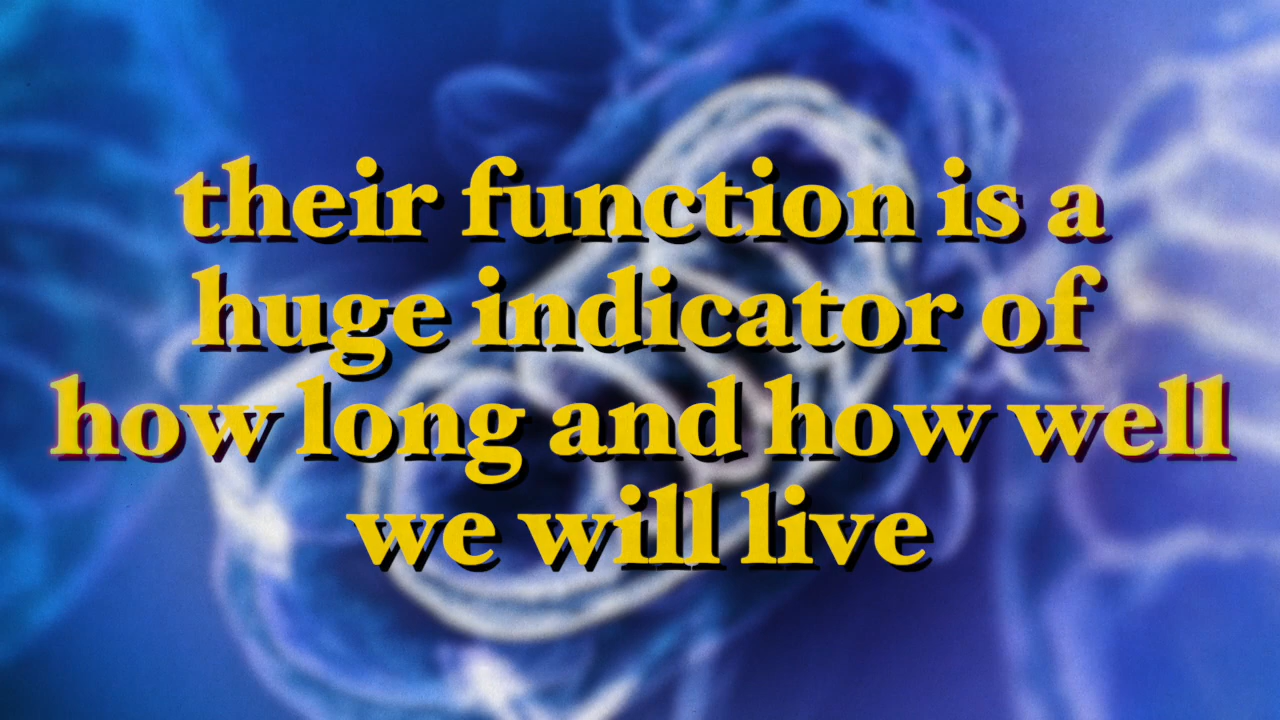 their function is a
huge indicator of
how long and how well
we will live